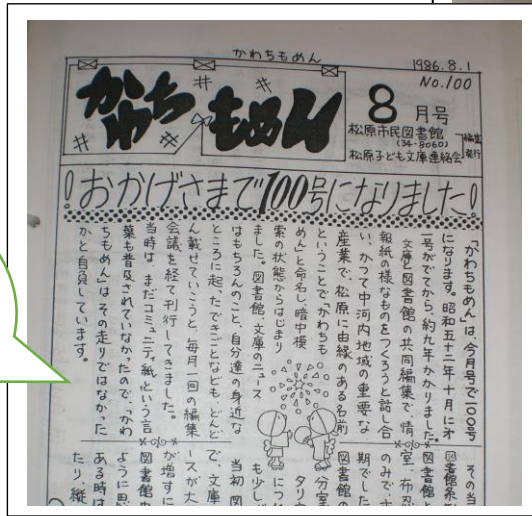 かわちもめん
1986.8.1
No.100
かわち もめん
8月号
松原市民図書館
(34-8060)
松原子ども文庫連絡会
編集
発行
!おかげさまで100号になりました!
「かわちもめん」は、今月号で一〇〇号
になります。昭和五十二年十月にオ
一号がでてから、約九年かかりました。
文庫と図書館の共同編集で、情
報紙の様なものをつくろうと話し合
い、かつて中河内地域の重要な
産業で、松原に由縁のある名前
ということで「かわちも
めん」と命名し、暗中模
索の状態からはじまり
ました。図書館、文庫のニュース
はもちろんのこと、自分達の身近な
ところに起ったできごとなども、どんど
ん載せていこうと、毎月一回の編集
会議を経て刊行してきました。
当時は、まだコミュニティ紙という言
葉も普及されていなかったので、「かわ
ちもめん」はその走りではなかった
かと自負しています。
その当
図書館条
図書館と
室、布忍
のみで、
期でした
図書館の
分室
タリ
につれ
も少し
当初、図
で、文庫
ースが大
が増すに
図書館
ように思
ある時は
たり、縦